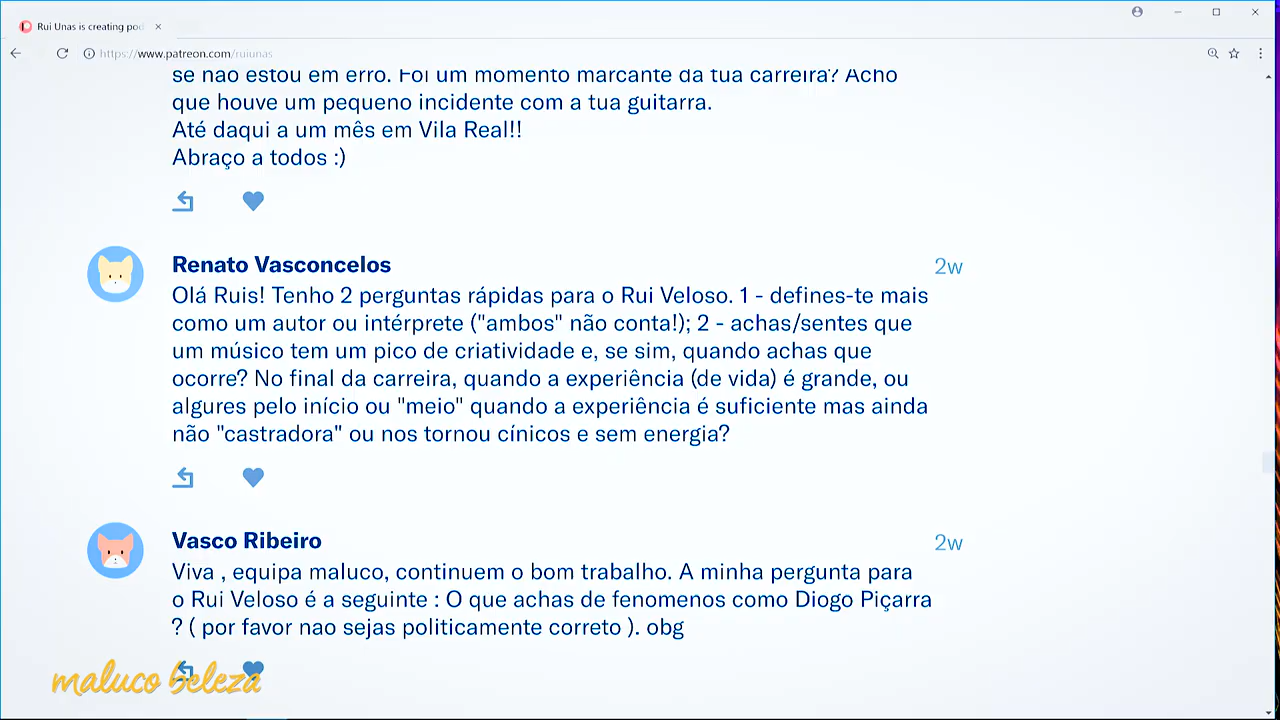 Rui Unas is creating pod
https://www.patreon.com/ruiunas
se não estou em erro. Foi um momento marcante da tua carreira? Acho
que houve um pequeno incidente com a tua guitarra.
Até daqui a um mês em Vila Real!!
Abraço a todos :)
Renato Vasconcelos
2w
Olá Ruis! Tenho 2 perguntas rápidas para o Rui Veloso. 1 - defines-te mais
como um autor ou intérprete ("ambos" não conta!); 2 - achas/sentes que
um músico tem um pico de criatividade e, se sim, quando achas que
ocorre? No final da carreira, quando a experiência (de vida) é grande, ou
algures pelo início ou "meio" quando a experiência é suficiente mas ainda
não "castradora" ou nos tornou cínicos e sem energia?
Vasco Ribeiro
2w
Viva , equipa maluco, continuem o bom trabalho. A minha pergunta para
o Rui Veloso é a seguinte : O que achas de fenomenos como Diogo Piçarra
? ( por favor nao sejas politicamente correto ). obg
maluco beleza